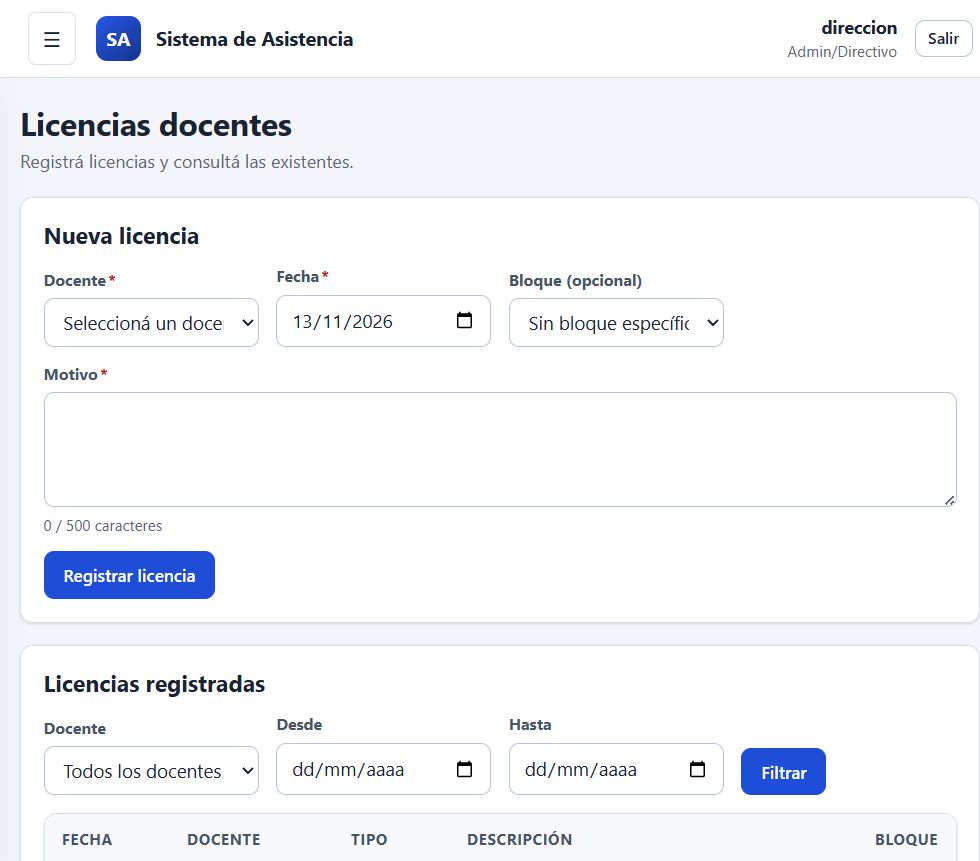 ☰ SA Sistema de Asistencia
direccion
Admin/Directivo
Salir
Licencias docentes
Registrá licencias y consultá las existentes.
Nueva licencia
Docente* Fecha* Bloque (opcional)
Seleccioná un doce 13/11/2026 Sin bloque específic
Motivo*
0 / 500 caracteres
Registrar licencia
Licencias registradas
Docente Desde Hasta
Todos los docentes dd/mm/aaaa dd/mm/aaaa Filtrar
FECHA DOCENTE TIPO DESCRIPCIÓN BLOQUE